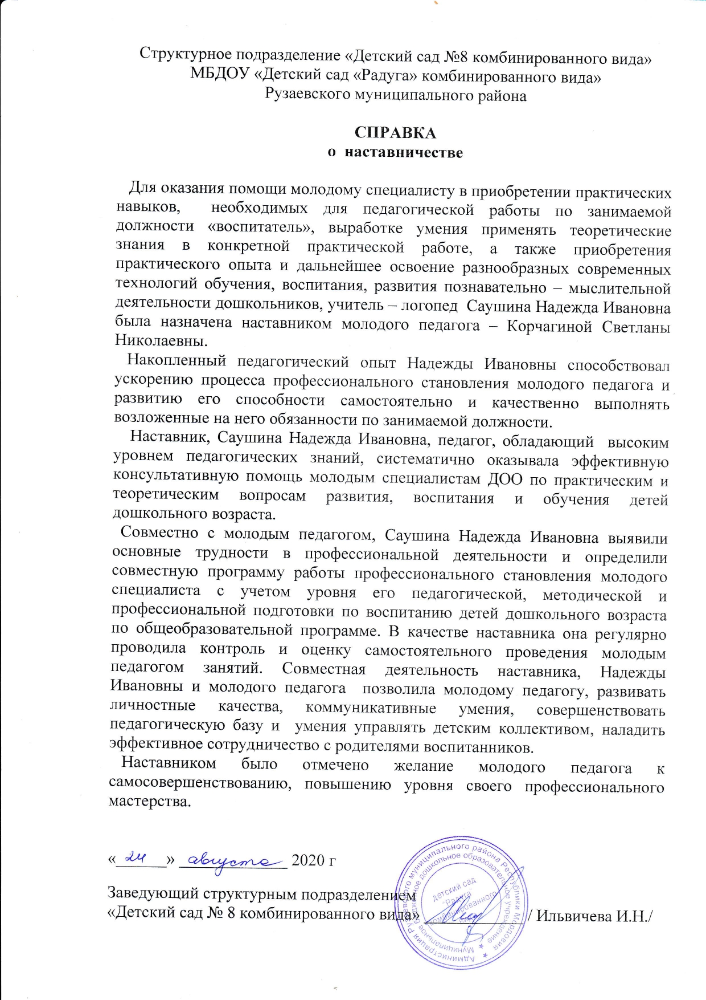 Структурное подразделение «Детский сад №8 комбинированного вида»
МБДОУ «Детский сад «Радуга» комбинированного вида»
Рузаевского муниципального района
СПРАВКА
о наставничестве
Для оказания помощи молодому специалисту в приобретении практических
навыков, необходимых для педагогической работы по занимаемой
должности «воспитатель», выработке умения применять теоретические
знания в конкретной практической работе, а также приобретения
практического опыта и дальнейшее освоение разнообразных современных
технологий обучения, воспитания, развития познавательно – мыслительной
деятельности дошкольников, учитель – логопед Саушина Надежда Ивановна
была назначена наставником молодого педагога – Корчагиной Светланы
Николаевны.
Накопленный педагогический опыт Надежды Ивановны способствовал
ускорению процесса профессионального становления молодого педагога и
развитию его способности самостоятельно и качественно выполнять
возложенные на него обязанности по занимаемой должности.
Наставник, Саушина Надежда Ивановна, педагог, обладающий высоким
уровнем педагогических знаний, систематично оказывала эффективную
консультативную помощь молодым специалистам ДОО по практическим и
теоретическим вопросам развития, воспитания и обучения детей
дошкольного возраста.
Совместно с молодым педагогом, Саушина Надежда Ивановна выявили
основные трудности в профессиональной деятельности и определили
совместную программу работы профессионального становления молодого
специалиста с учетом уровня его педагогической, методической и
профессиональной подготовки по воспитанию детей дошкольного возраста
по общеобразовательной программе. В качестве наставника она регулярно
проводила контроль и оценку самостоятельного проведения молодым
педагогом занятий. Совместная деятельность наставника, Надежды
Ивановны и молодого педагога позволила молодому педагогу, развивать
личностные качества, коммуникативные умения, совершенствовать
педагогическую базу и умения управлять детским коллективом, наладить
эффективное сотрудничество с родителями воспитанников.
Наставником было отмечено желание молодого педагога к
самосовершенствованию, повышению уровня своего профессионального
мастерства.
«24» августа 2020 г
Заведующий структурным подразделением
«Детский сад № 8 комбинированного вида» / Ильвичева И.Н./
Администрация Рузаевского муниципального района Республики Мордовия
Муниципальное бюджетное дошкольное образовательное учреждение
детский сад
"Радуга"
комбинированного
вида